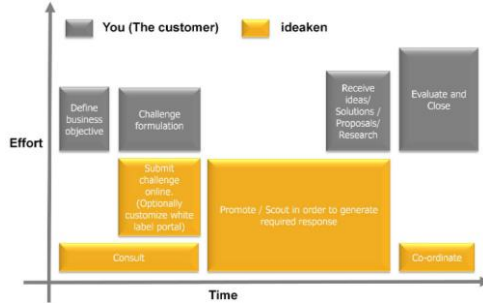 You (The customer)
ideaken
Define
business
objective
Challenge
formulation
Receive
ideas/
Solutions /
Proposals/
Research
Evaluate and
Close
Effort
Submit
challenge
online.
(Optionally
customize white
label portal)
Promote / Scout in order to generate
required response
Consult
Co-ordinate
Time